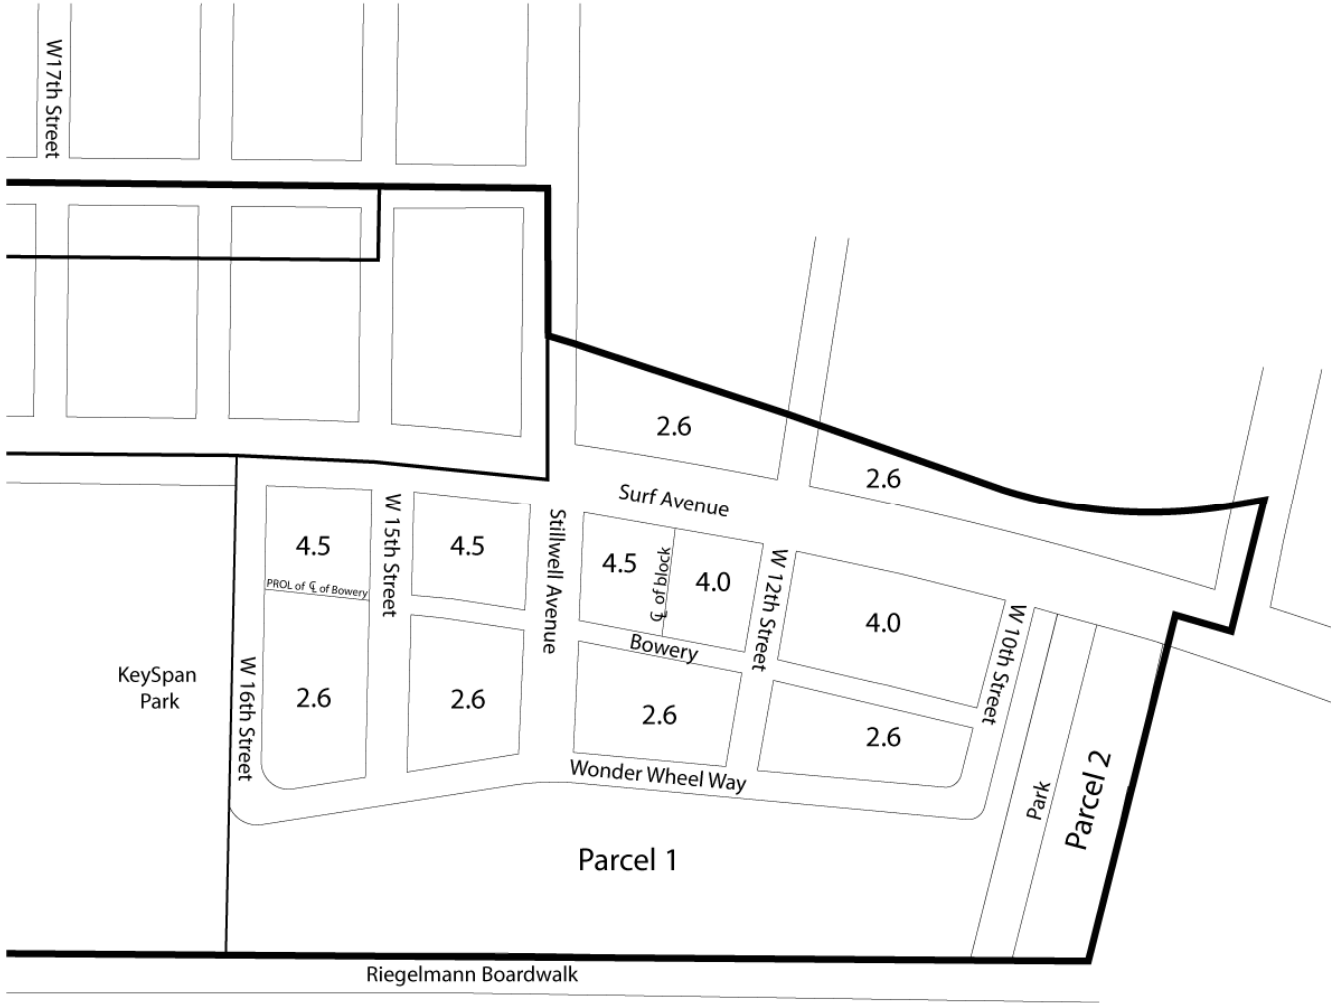 W17th Street
2.6
2.6
Surf Avenue
4.5
W 15th Street
4.5
Stillwell Avenue
4.5
℄ of block
4.0
W 12th Street
4.0
W 10th Street
PROL of ℄ of Bowery
Bowery
KeySpan
Park
W 16th Street
2.6
2.6
2.6
2.6
Wonder Wheel Way
Park
Parcel 2
Parcel 1
Riegelmann Boardwalk